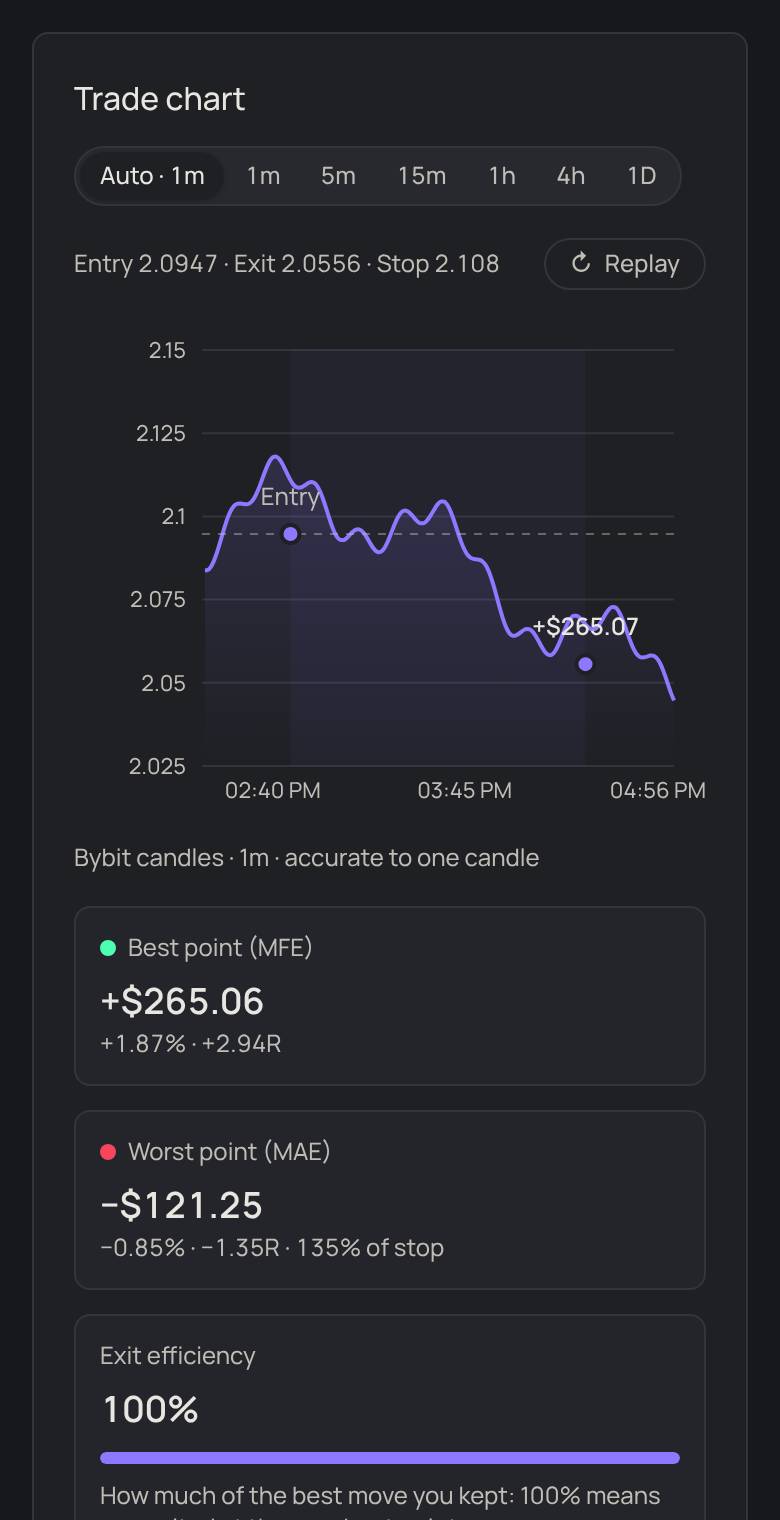 Trade chart
Auto · 1m 1m 5m 15m 1h 4h 1D
Entry 2.0947 · Exit 2.0556 · Stop 2.108
Replay
2.15
2.125
Entry
2.1
2.075
+$265.07
2.05
2.025
02:40 PM 03:45 PM 04:56 PM
Bybit candles · 1m · accurate to one candle
Best point (MFE)
+$265.06
+1.87% · +2.94R
Worst point (MAE)
−$121.25
−0.85% · −1.35R · 135% of stop
Exit efficiency
100%
How much of the best move you kept: 100% means